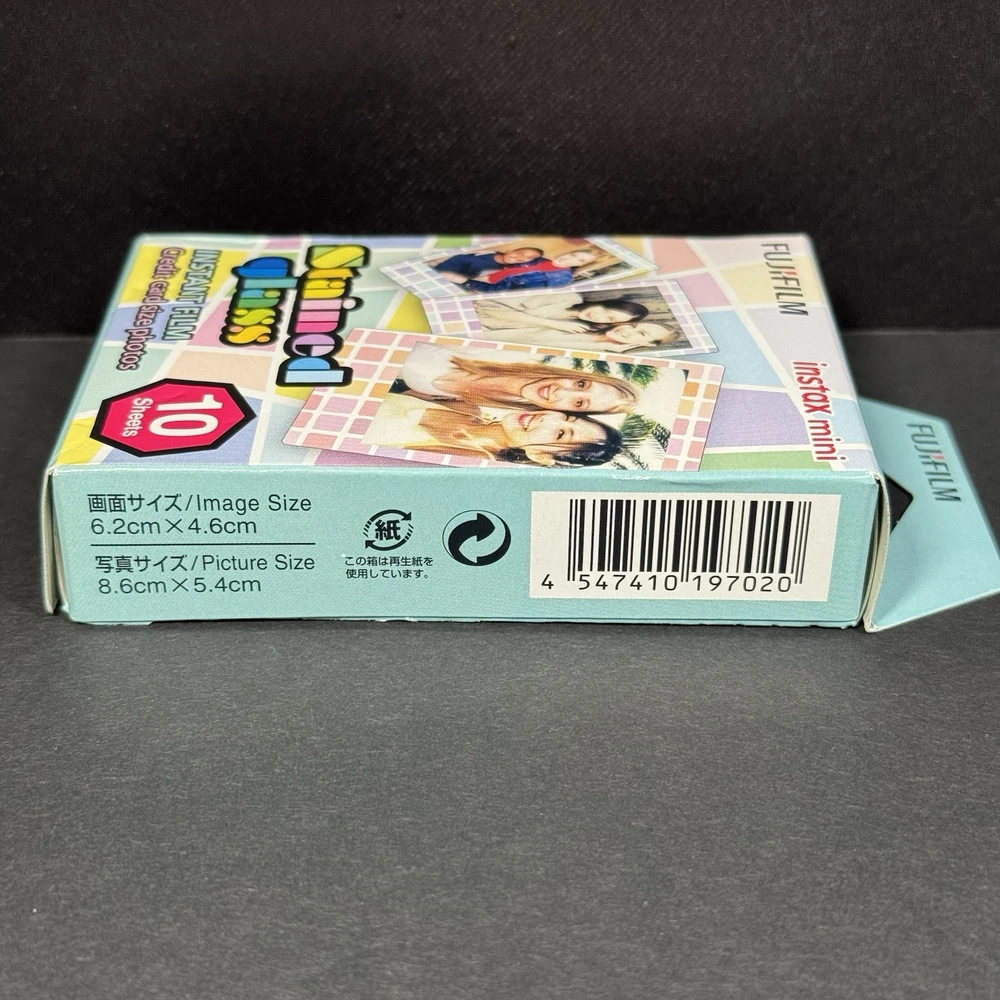 FUJIFILM
instax mini
Stained
glass
INSTANT FILM
Credit card size photos
10
Sheets
FUJIFILM
画面サイズ/Image Size
6.2cm×4.6cm
写真サイズ/Picture Size
8.6cm×5.4cm
紙
この箱は再生紙を
使用しています。
4 547410 197020